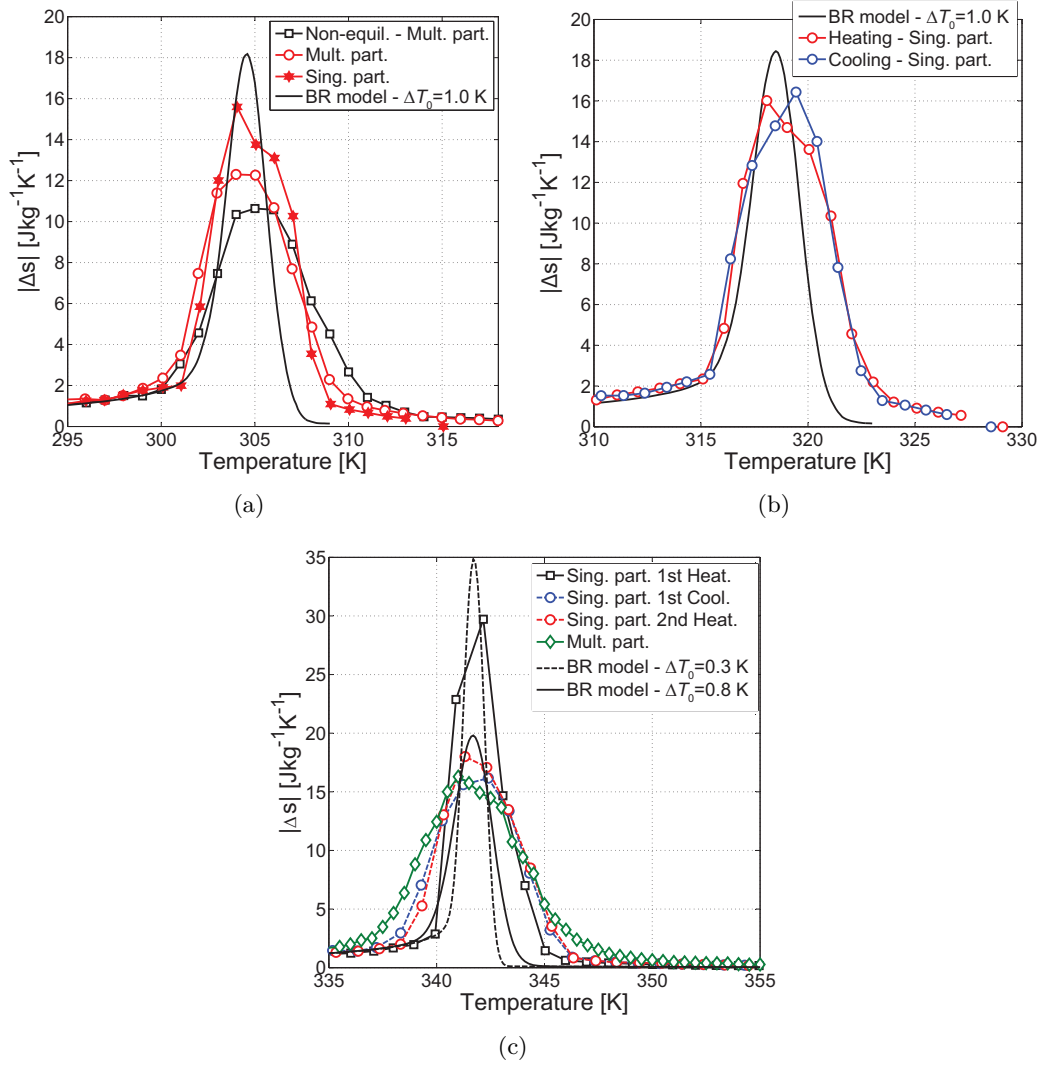 20
18
16
14
12
10
8
6
4
2
0
|Δs| [Jkg⁻¹K⁻¹]
Non-equil. - Mult. part.
Mult. part.
Sing. part.
BR model - ΔT₀=1.0 K
295 300 305 310 315
Temperature [K]
(a)
20
18
16
14
12
10
8
6
4
2
0
|Δs| [Jkg⁻¹K⁻¹]
BR model - ΔT₀=1.0 K
Heating - Sing. part.
Cooling - Sing. part.
310 315 320 325 330
Temperature [K]
(b)
35
30
25
20
15
10
5
0
|Δs| [Jkg⁻¹K⁻¹]
Sing. part. 1st Heat.
Sing. part. 1st Cool.
Sing. part. 2nd Heat.
Mult. part.
BR model - ΔT₀=0.3 K
BR model - ΔT₀=0.8 K
335 340 345 350 355
Temperature [K]
(c)